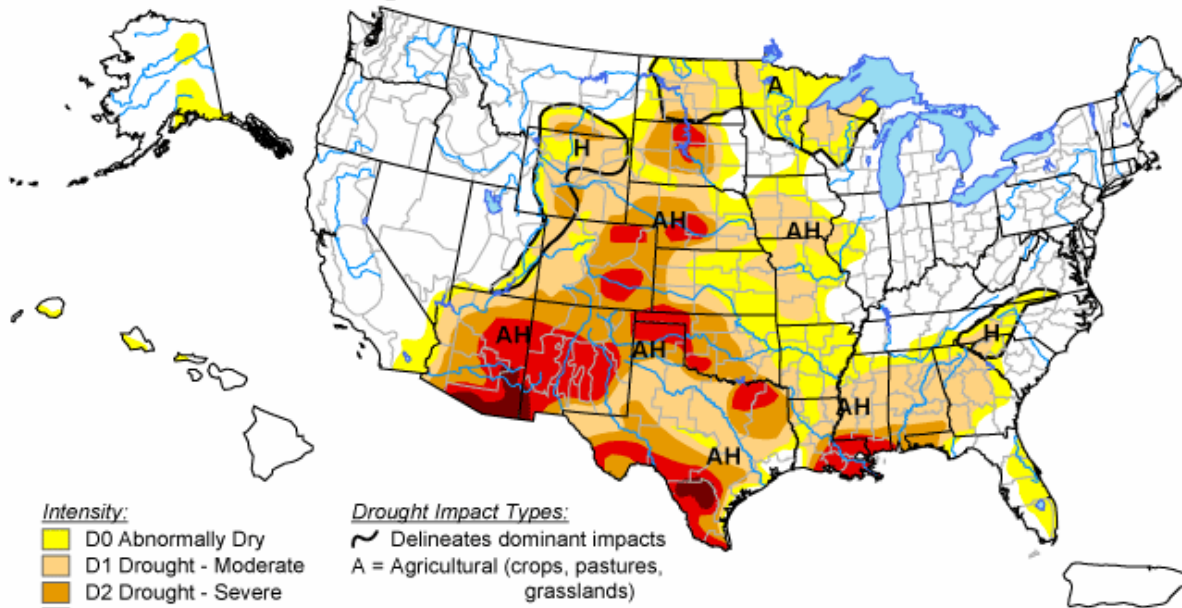 A
H
AH
AH
AH
AH
H
AH
AH
Intensity:
D0 Abnormally Dry
D1 Drought - Moderate
D2 Drought - Severe
Drought Impact Types:
Delineates dominant impacts
A = Agricultural (crops, pastures,
grasslands)